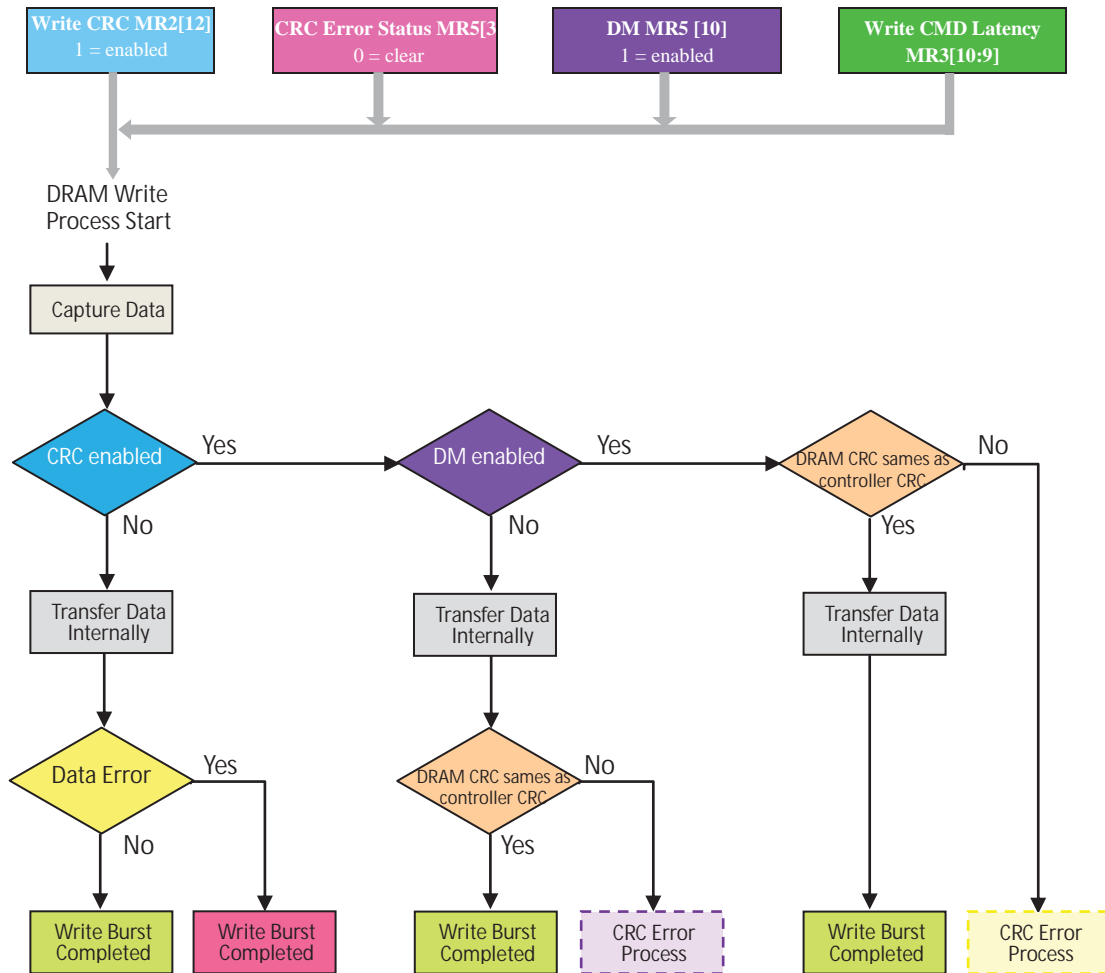 Write CRC MR2[12]
1 = enabled
CRC Error Status MR5[3
0 = clear
DM MR5 [10]
1 = enabled
Write CMD Latency
MR3[10:9]
DRAM Write
Process Start
Capture Data
CRC enabled
Yes
DM enabled
Yes
DRAM CRC sames as
controller CRC
No
No
No
Yes
Transfer Data
Internally
Transfer Data
Internally
Transfer Data
Internally
Data Error
Yes
DRAM CRC sames as
controller CRC
No
No
Yes
Write Burst
Completed
Write Burst
Completed
Write Burst
Completed
CRC Error
Process
Write Burst
Completed
CRC Error
Process